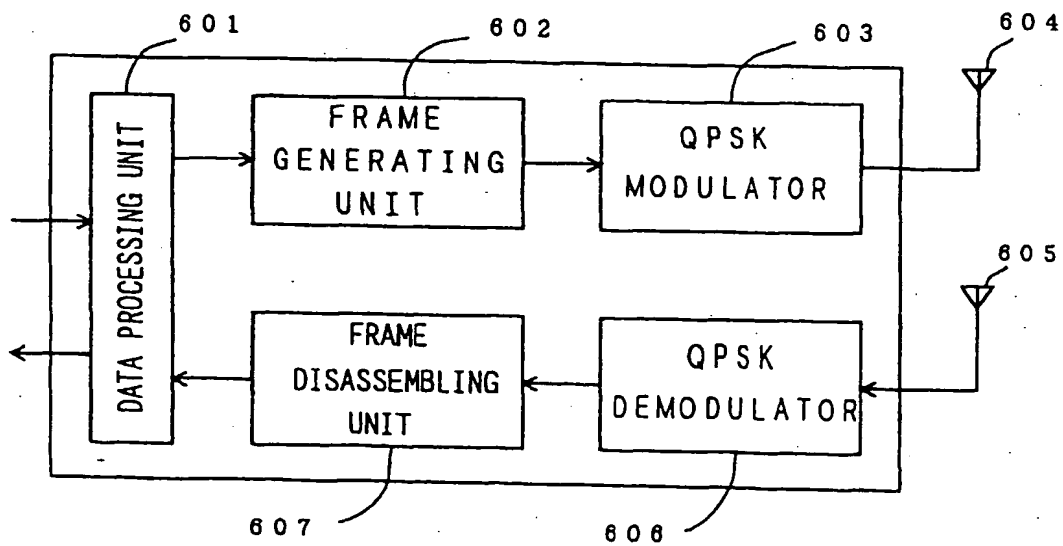 601
602
603
604
DATA PROCESSING UNIT
FRAME
GENERATING
UNIT
QPSK
MODULATOR
605
FRAME
DISASSEMBLING
UNIT
QPSK
DEMODULATOR
607
606